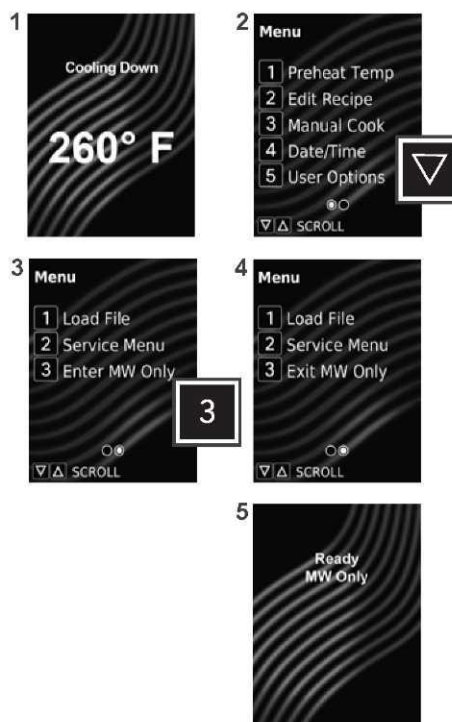 1
Cooling Down
260° F
2
Menu
1 Preheat Temp
2 Edit Recipe
3 Manual Cook
4 Date/Time
5 User Options
▽
▽ △ SCROLL
3
Menu
1 Load File
2 Service Menu
3 Enter MW Only
3
▽ △ SCROLL
4
Menu
1 Load File
2 Service Menu
3 Exit MW Only
▽ △ SCROLL
5
Ready
MW Only